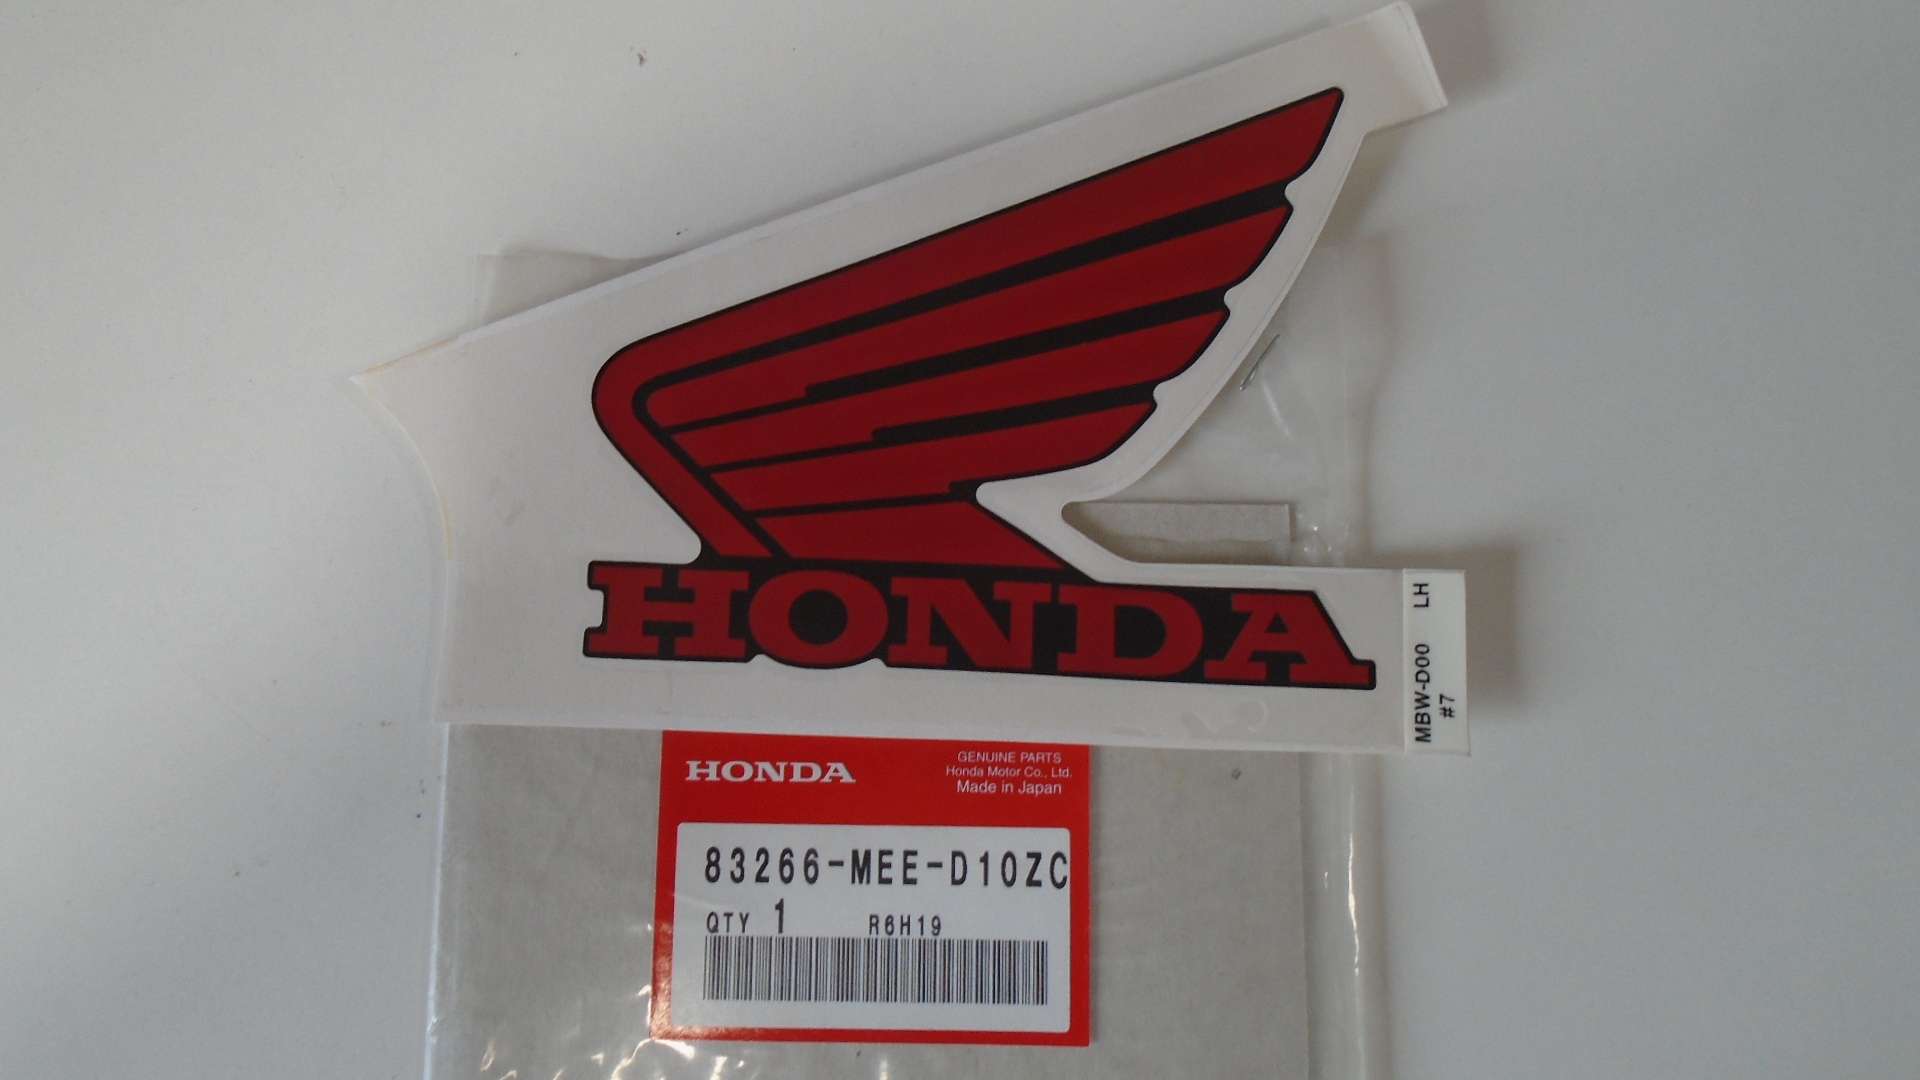 HONDA
MBW-D00 LH
#7
HONDA
GENUINE PARTS
Honda Motor Co., Ltd.
Made in Japan
83266-MEE-D10ZC
QTY 1 R6H19